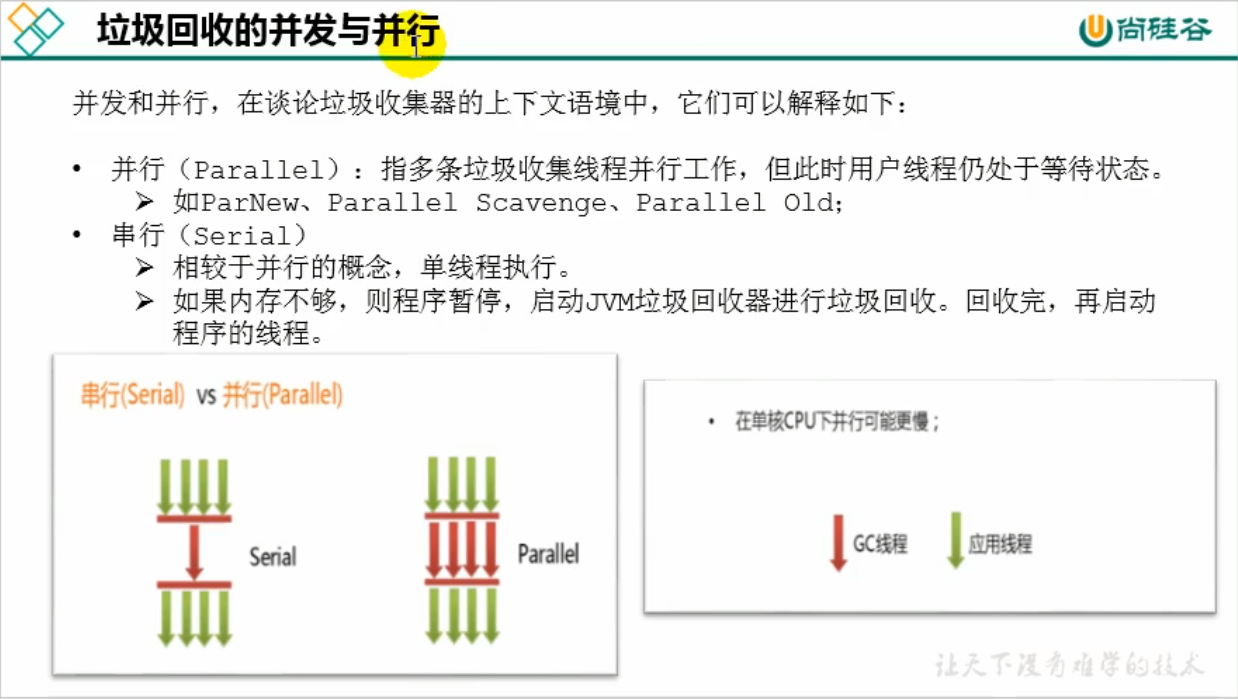 垃圾回收的并发与并行
尚硅谷
并发和并行，在谈论垃圾收集器的上下文语境中，它们可以解释如下：
• 并行（Parallel）：指多条垃圾收集线程并行工作，但此时用户线程仍处于等待状态。
➢ 如ParNew、Parallel Scavenge、Parallel Old；
• 串行（Serial）
➢ 相较于并行的概念，单线程执行。
➢ 如果内存不够，则程序暂停，启动JVM垃圾回收器进行垃圾回收。回收完，再启动
程序的线程。
串行(Serial) vs 并行(Parallel)
Serial
Parallel
• 在单核CPU下并行可能更慢；
GC线程
应用线程
让天下没有难学的技术